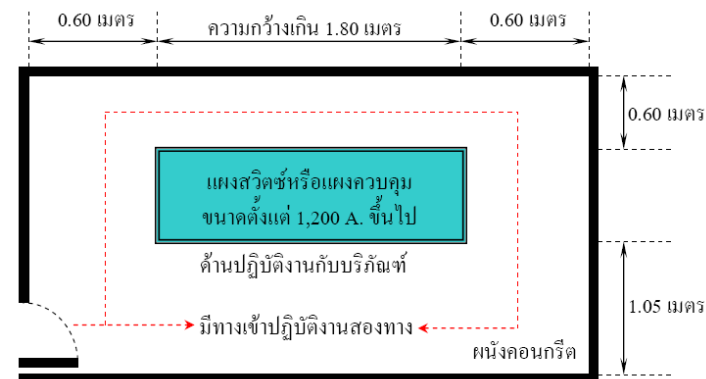 0.60 เมตร
ความกว้างเกิน 1.80 เมตร
0.60 เมตร
0.60 เมตร
แผงสวิตซ์หรือแผงควบคุม
ขนาดตั้งแต่ 1,200 A. ขึ้นไป
ด้านปฏิบัติงานกับบริภัณฑ์
1.05 เมตร
มีทางเข้าปฏิบัติงานสองทาง
ผนังคอนกรีต